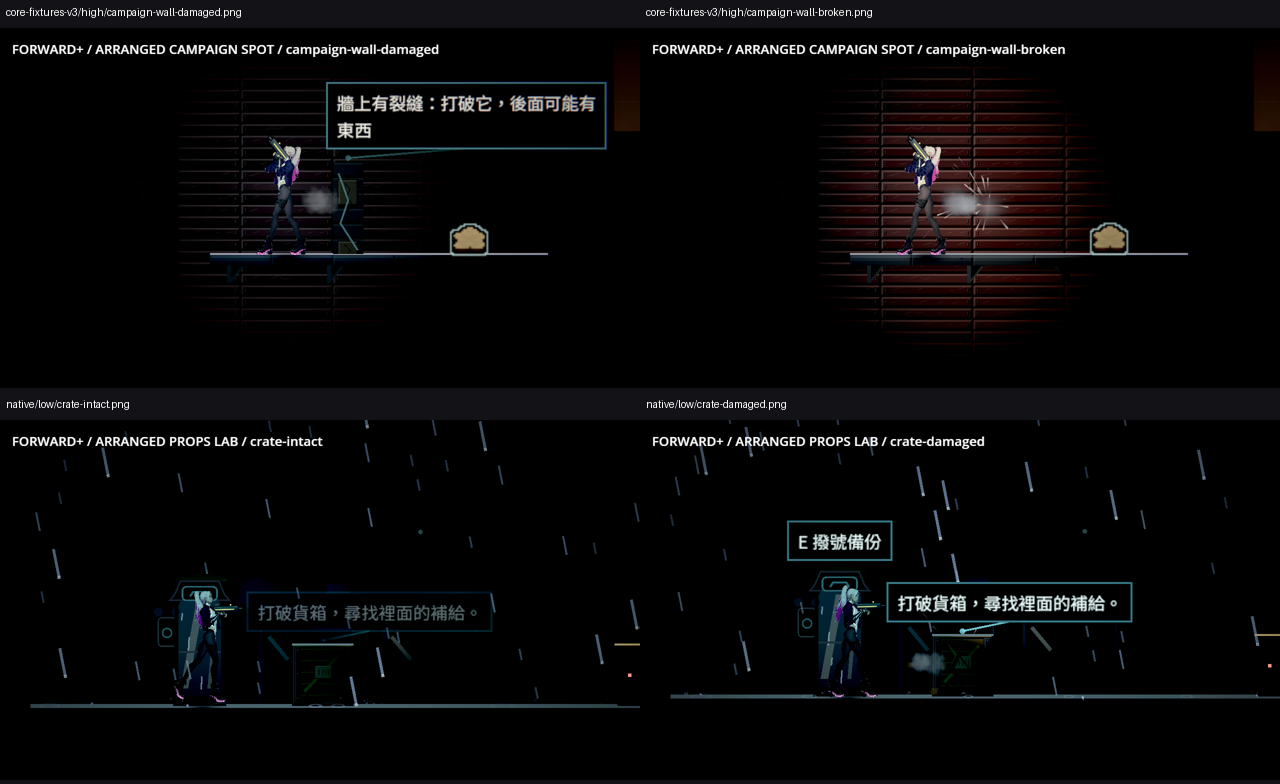 core-fixtures-v3/high/campaign-wall-damaged.png
FORWARD+ / ARRANGED CAMPAIGN SPOT / campaign-wall-damaged
牆上有裂縫：打破它，後面可能有
東西
core-fixtures-v3/high/campaign-wall-broken.png
FORWARD+ / ARRANGED CAMPAIGN SPOT / campaign-wall-broken
native/low/crate-intact.png
FORWARD+ / ARRANGED PROPS LAB / crate-intact
打破貨箱，尋找裡面的補給。
native/low/crate-damaged.png
FORWARD+ / ARRANGED PROPS LAB / crate-damaged
E 撥號備份
打破貨箱，尋找裡面的補給。